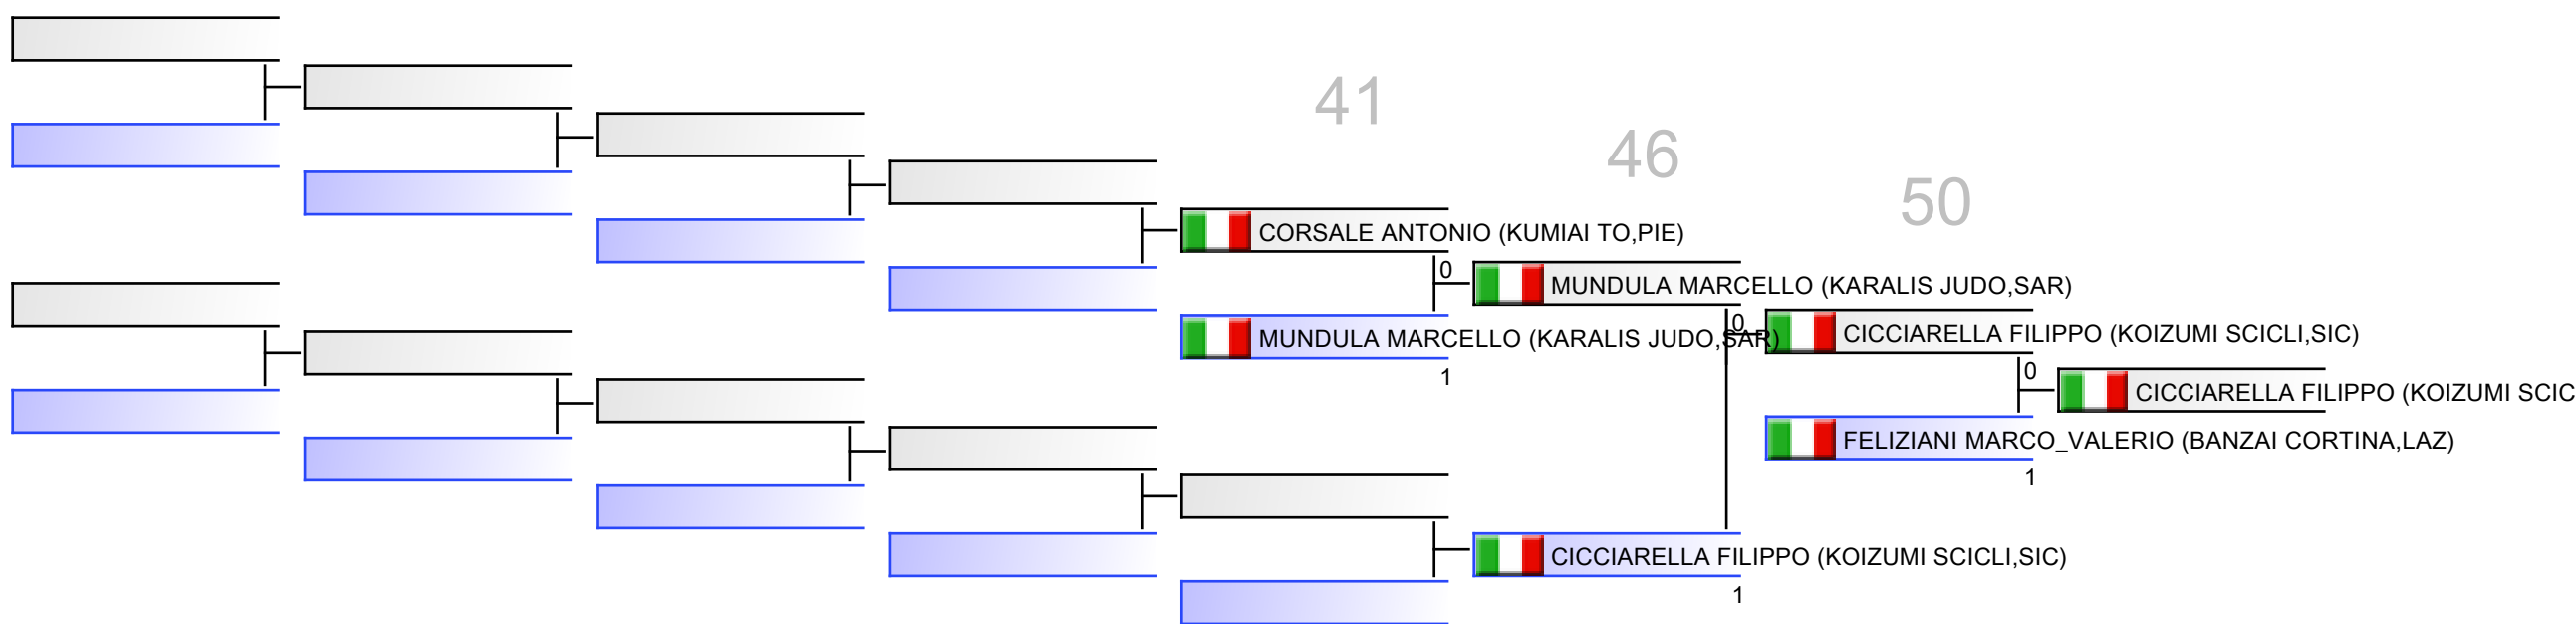 41
46
50
CORSALE ANTONIO (KUMIAI TO,PIE)
0
MUNDULA MARCELLO (KARALIS JUDO,SAR)
MUNDULA MARCELLO (KARALIS JUDO,SAR)
1
0
CICCIARELLA FILIPPO (KOIZUMI SCICLI,SIC)
0
CICCIARELLA FILIPPO (KOIZUMI SCIC
FELIZIANI MARCO_VALERIO (BANZAI CORTINA,LAZ)
1
CICCIARELLA FILIPPO (KOIZUMI SCICLI,SIC)
1